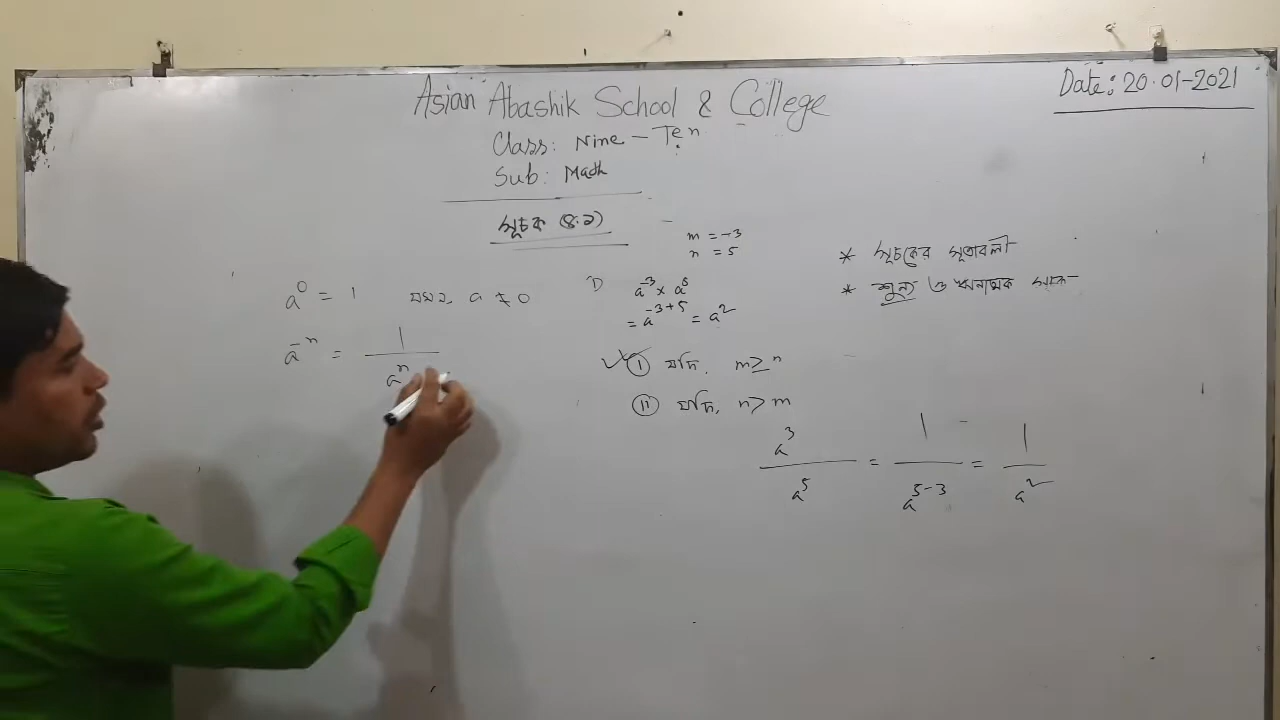 Asian Abashik School & College
Date: 20-01-2021
Class: Nine - Ten
Sub: Math
সূচক (৪.১)
m = -3
n = 5
* সূচকের সূত্রাবলী
* শূন্য ও ঋনাত্মক সূচক
a⁰ = 1 যখন, a ≠ 0
a⁻ⁿ = 1/aⁿ
a⁻³ × a⁵
= a⁻³⁺⁵ = a²
(i) যদি, m ≥ n
(ii) যদি, n > m
a³/a⁵ = 1/a⁵⁻³ = 1/a²